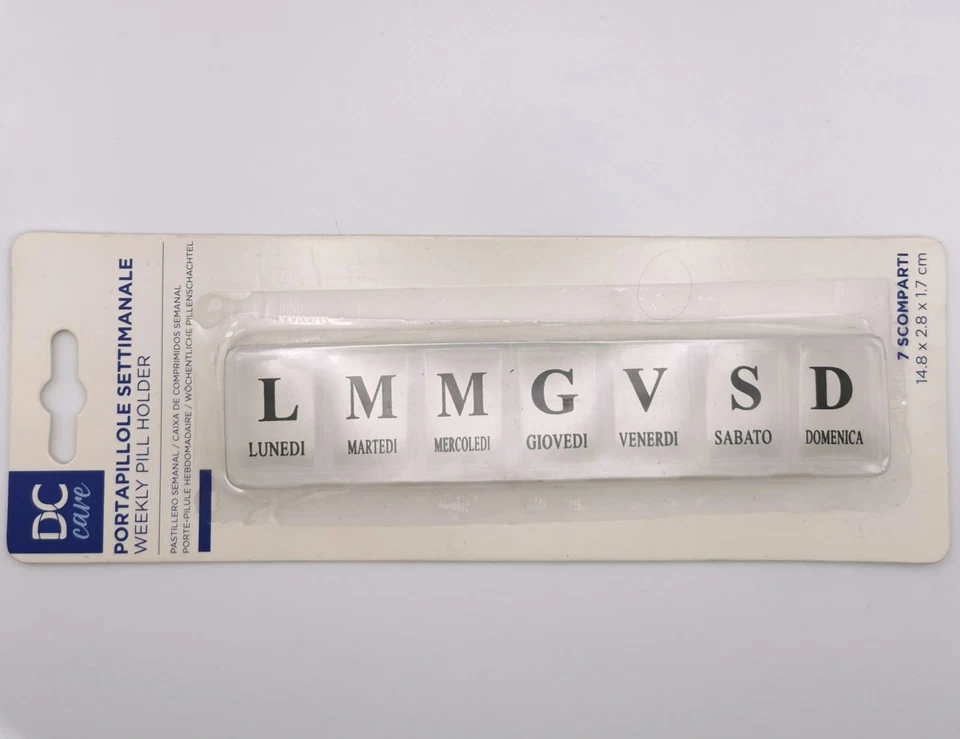 DC
care
PORTAPILLOLE SETTIMANALE
WEEKLY PILL HOLDER
PASTILLERO SEMANAL / CAIXA DE COMPRIMIDOS SEMANAL
PORTE-PILULE HEBDOMADAIRE / WÖCHENTLICHE PILLENSCHACHTEL
L M M G V S D
LUNEDI MARTEDI MERCOLEDI GIOVEDI VENERDI SABATO DOMENICA
7 SCOMPARTI
14.8 x 2.8 x 1.7 cm